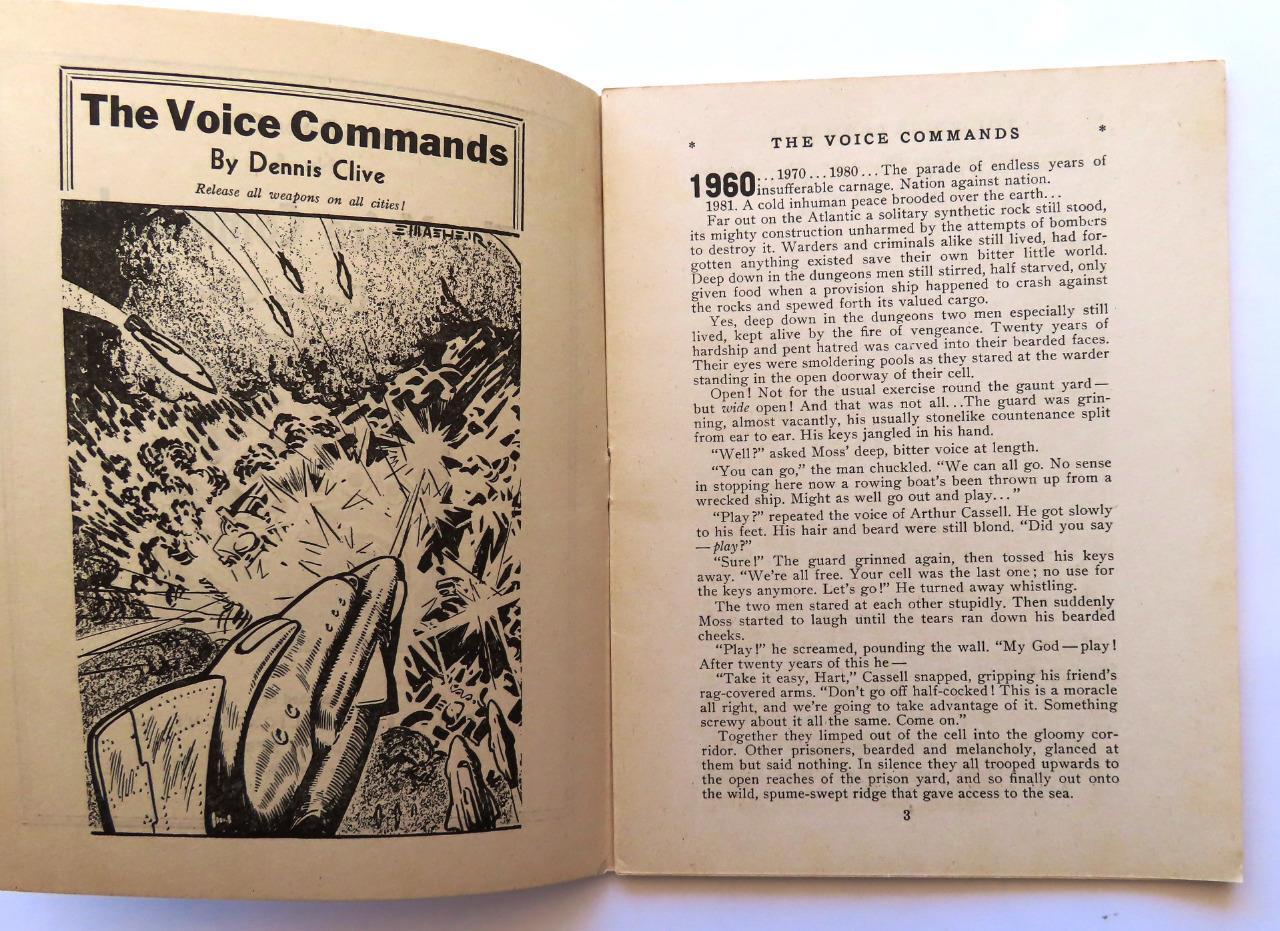 The Voice Commands
By Dennis Clive
Release all weapons on all cities!
* THE VOICE COMMANDS *
1960 ... 1970 ... 1980 ... The parade of endless years of
insufferable carnage. Nation against nation.
1981. A cold inhuman peace brooded over the earth...
Far out on the Atlantic a solitary synthetic rock still stood,
its mighty construction unharmed by the attempts of bombers
to destroy it. Warders and criminals alike still lived, had for-
gotten anything existed save their own bitter little world.
Deep down in the dungeons men still stirred, half starved, only
given food when a provision ship happened to crash against
the rocks and spewed forth its valued cargo.
Yes, deep down in the dungeons two men especially still
lived, kept alive by the fire of vengeance. Twenty years of
hardship and pent hatred was carved into their bearded faces.
Their eyes were smoldering pools as they stared at the warder
standing in the open doorway of their cell.
Open! Not for the usual exercise round the gaunt yard—
but wide open! And that was not all...The guard was grin-
ning, almost vacantly, his usually stonelike countenance split
from ear to ear. His keys jangled in his hand.
"Well?" asked Moss' deep, bitter voice at length.
"You can go," the man chuckled. "We can all go. No sense
in stopping here now a rowing boat's been thrown up from a
wrecked ship. Might as well go out and play..."
"Play?" repeated the voice of Arthur Cassell. He got slowly
to his feet. His hair and beard were still blond. "Did you say
—play?"
"Sure!" The guard grinned again, then tossed his keys
away. "We're all free. Your cell was the last one; no use for
the keys anymore. Let's go!" He turned away whistling.
The two men stared at each other stupidly. Then suddenly
Moss started to laugh until the tears ran down his bearded
cheeks.
"Play!" he screamed, pounding the wall. "My God—play!
After twenty years of this he—
"Take it easy, Hart," Cassell snapped, gripping his friend's
rag-covered arms. "Don't go off half-cocked! This is a moracle
all right, and we're going to take advantage of it. Something
screwy about it all the same. Come on."
Together they limped out of the cell into the gloomy cor-
ridor. Other prisoners, bearded and melancholy, glanced at
them but said nothing. In silence they all trooped upwards to
the open reaches of the prison yard, and so finally out onto
the wild, spume-swept ridge that gave access to the sea.
3